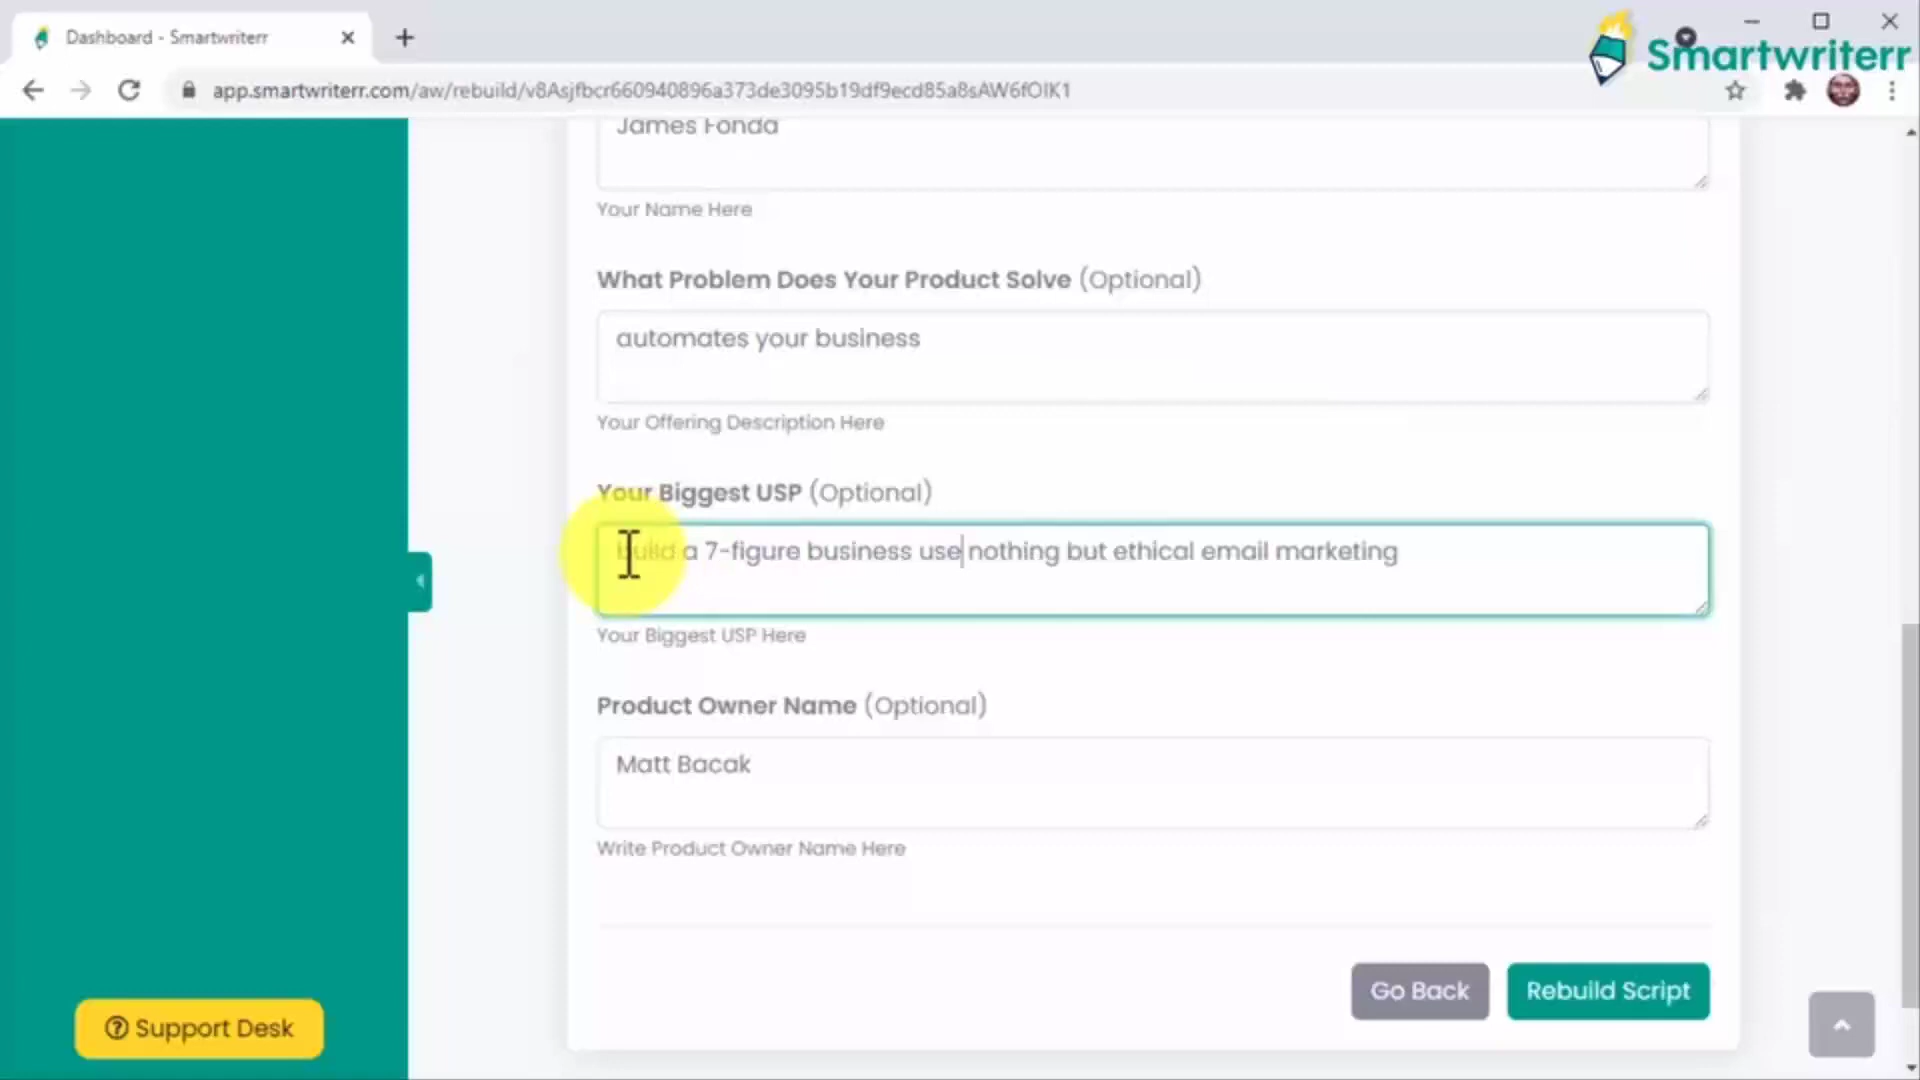 Dashboard - Smartwriterr
Smartwriterr
app.smartwriterr.com/aw/rebuild/v8Asjfbcr660940896a373de3095b19df9ecd85a8sAW6fOIK1
James Fonda
Your Name Here
What Problem Does Your Product Solve (Optional)
automates your business
Your Offering Description Here
Your Biggest USP (Optional)
build a 7-figure business use nothing but ethical email marketing
Your Biggest USP Here
Product Owner Name (Optional)
Matt Bacak
Write Product Owner Name Here
Go Back
Rebuild Script
Support Desk